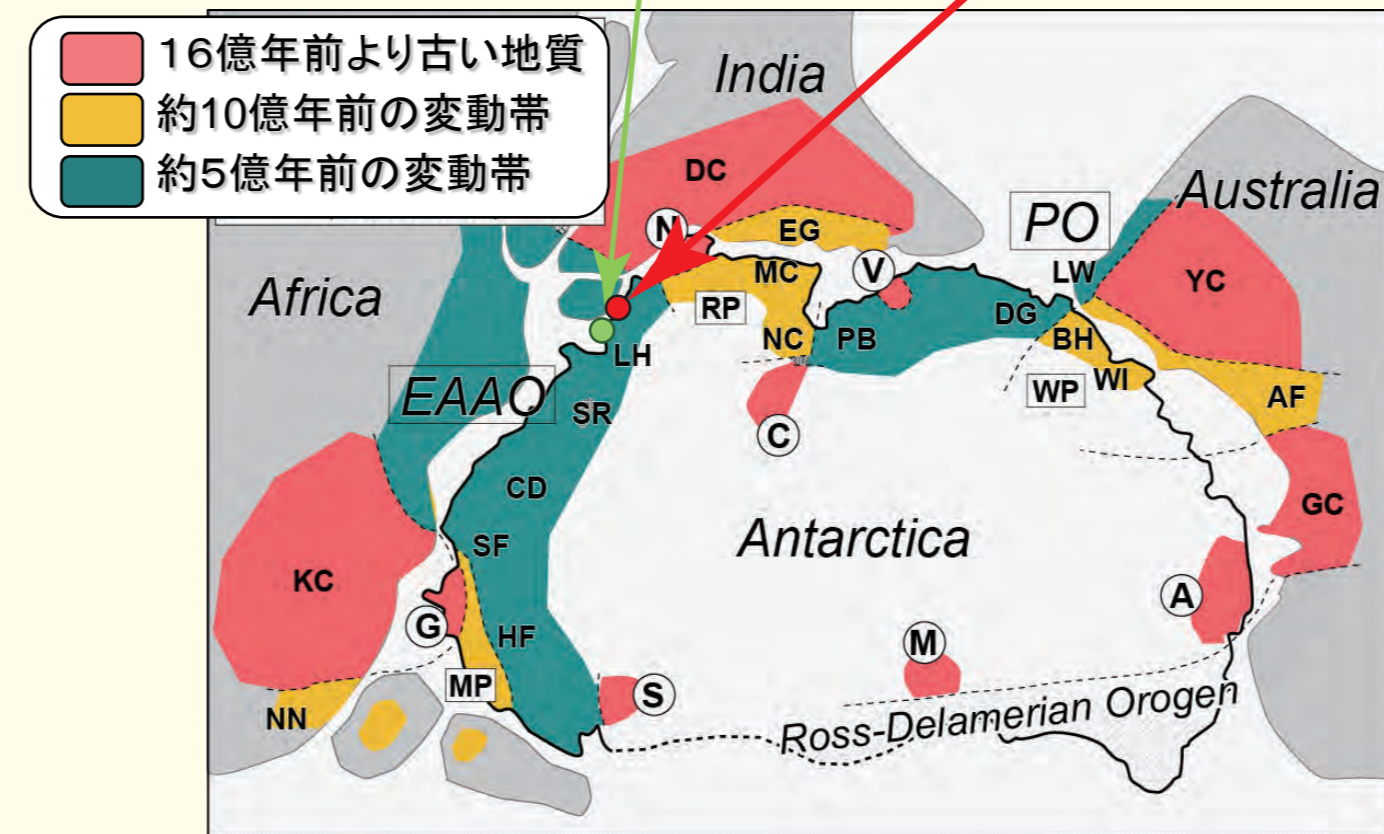 16億年前より古い地質
約10億年前の変動帯
約5億年前の変動帯
India
DC
N
EG
PO
Australia
MC
V
LW
YC
Africa
RP
DG
LH
NC
PB
BH
EAAO
SR
WP
WI
AF
C
CD
GC
SF
Antarctica
KC
A
G
HF
M
MP
S
NN
Ross-Delamerian Orogen